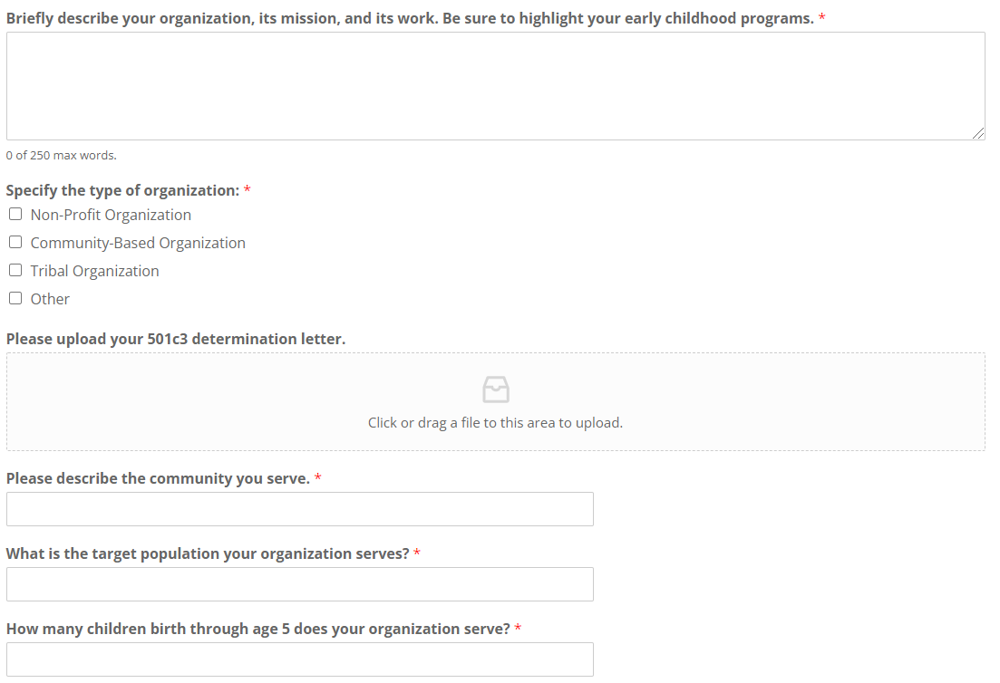 Briefly describe your organization, its mission, and its work. Be sure to highlight your early childhood programs. *
0 of 250 max words.
Specify the type of organization: *
Non-Profit Organization
Community-Based Organization
Tribal Organization
Other
Please upload your 501c3 determination letter.
Click or drag a file to this area to upload.
Please describe the community you serve. *
What is the target population your organization serves? *
How many children birth through age 5 does your organization serve? *